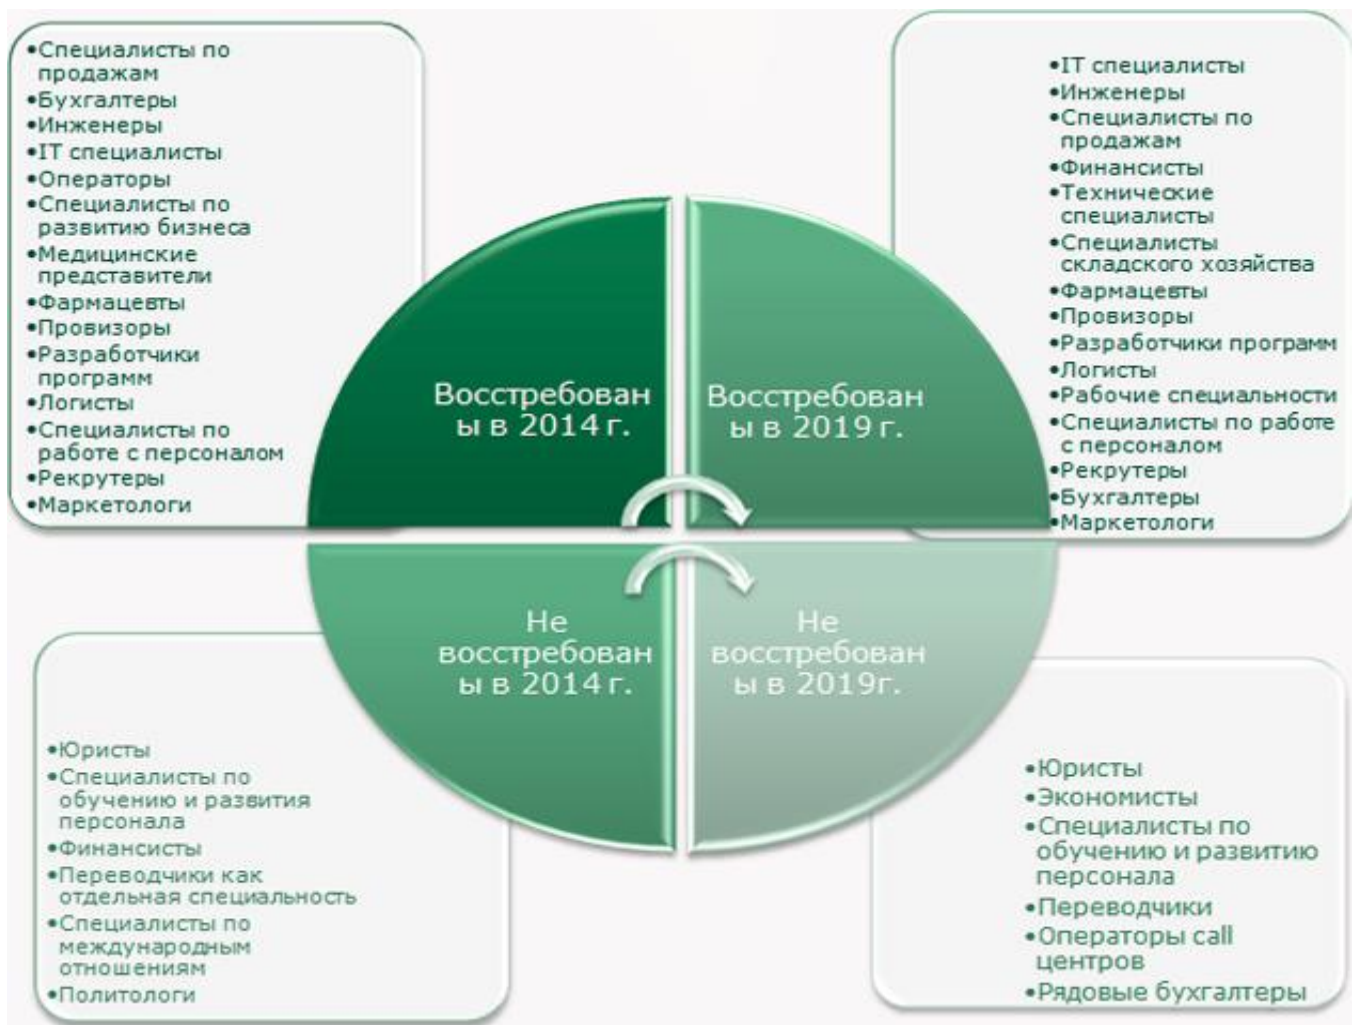 •Специалисты по
продажам
•Бухгалтеры
•Инженеры
•IT специалисты
•Операторы
•Специалисты по
развитию бизнеса
•Медицинские
представители
•Фармацевты
•Провизоры
•Разработчики
программ
•Логисты
•Специалисты по
работе с персоналом
•Рекрутеры
•Маркетологи
•IT специалисты
•Инженеры
•Специалисты по
продажам
•Финансисты
•Технические
специалисты
•Специалисты
складского хозяйства
•Фармацевты
•Провизоры
•Разработчики программ
•Логисты
•Рабочие специальности
•Специалисты по работе
с персоналом
•Рекрутеры
•Бухгалтеры
•Маркетологи
Восстребован
ы в 2014 г.
Восстребован
ы в 2019 г.
Не
восстребован
ы в 2014 г.
Не
восстребован
ы в 2019г.
•Юристы
•Специалисты по
обучению и развития
персонала
•Финансисты
•Переводчики как
отдельная специальность
•Специалисты по
международным
отношениям
•Политологи
•Юристы
•Экономисты
•Специалисты по
обучению и развитию
персонала
•Переводчики
•Операторы call
центров
•Рядовые бухгалтеры